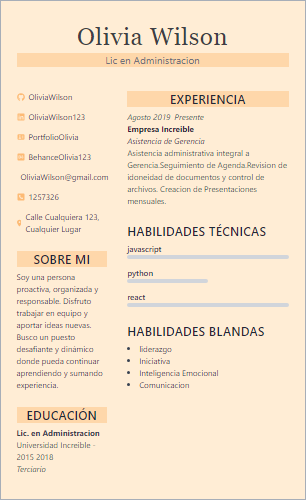 Olivia Wilson
Lic en Administracion
OliviaWilson
OliviaWilson123
PortfolioOlivia
BehanceOlivia123
OliviaWilson@gmail.com
1257326
Calle Cualquiera 123,
Cualquier Lugar
SOBRE MI
Soy una persona
proactiva, organizada y
responsable. Disfruto
trabajar en equipo y
aportar ideas nuevas.
Busco un puesto
desafiante y dinámico
donde pueda continuar
aprendiendo y sumando
experiencia.
EDUCACIÓN
Lic. en Administracion
Universidad Increible -
2015 2018
Terciario
EXPERIENCIA
Agosto 2019 Presente
Empresa Increible
Asistencia de Gerencia
Asistencia administrativa integral a
Gerencia.Seguimiento de Agenda.Revision de
idoneidad de documentos y control de
archivos. Creacion de Presentaciones
mensuales.
HABILIDADES TÉCNICAS
javascript
python
react
HABILIDADES BLANDAS
liderazgo
Iniciativa
Inteligencia Emocional
Comunicacion